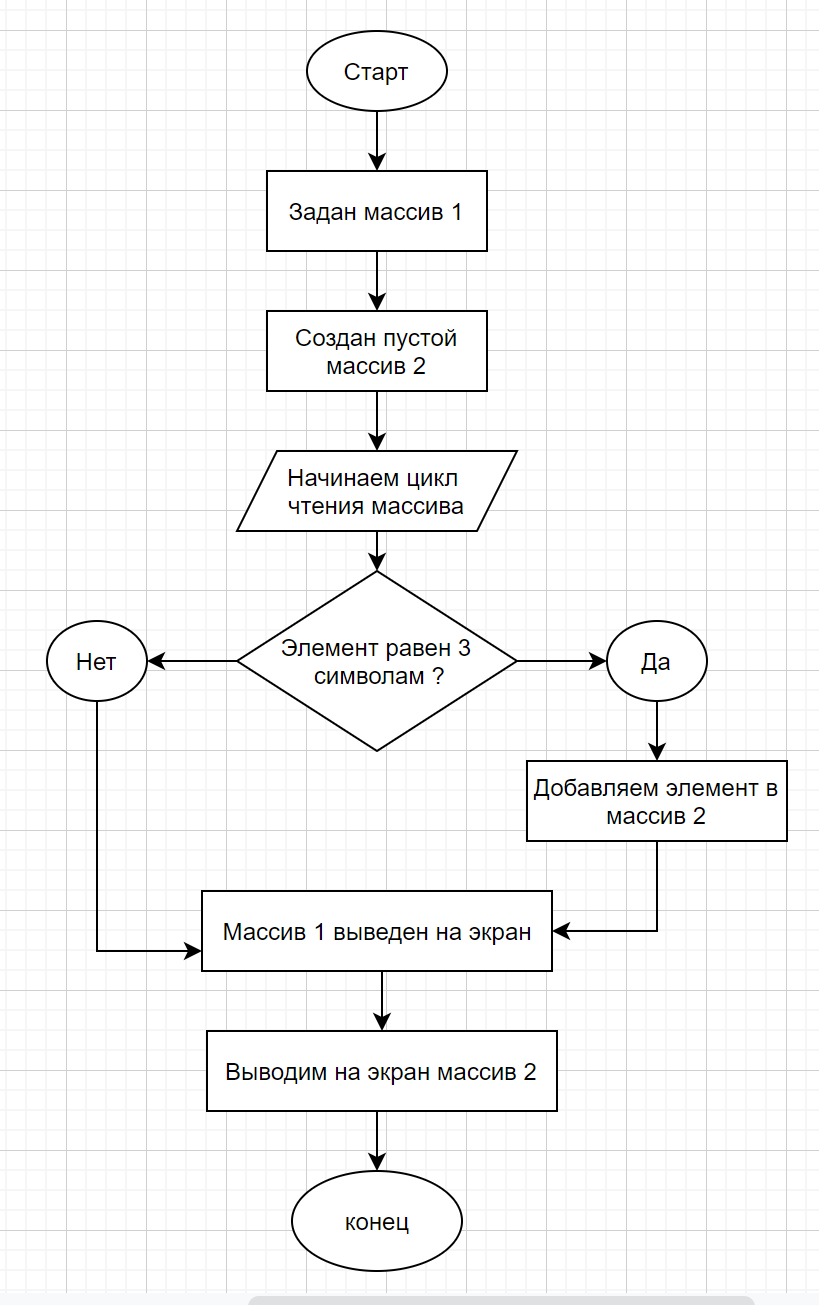 Старт
Задан массив 1
Создан пустой
массив 2
Начинаем цикл
чтения массива
Элемент равен 3
символам ?
Нет
Да
Добавляем элемент в
массив 2
Массив 1 выведен на экран
Выводим на экран массив 2
конец